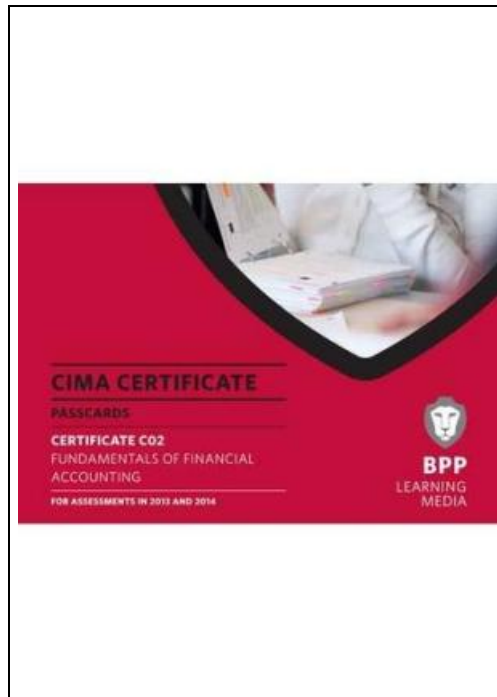 CIMA CERTIFICATE
PASSCARDS
CERTIFICATE C02
FUNDAMENTALS OF FINANCIAL
ACCOUNTING
FOR ASSESSMENTS IN 2013 AND 2014
BPP
LEARNING
MEDIA